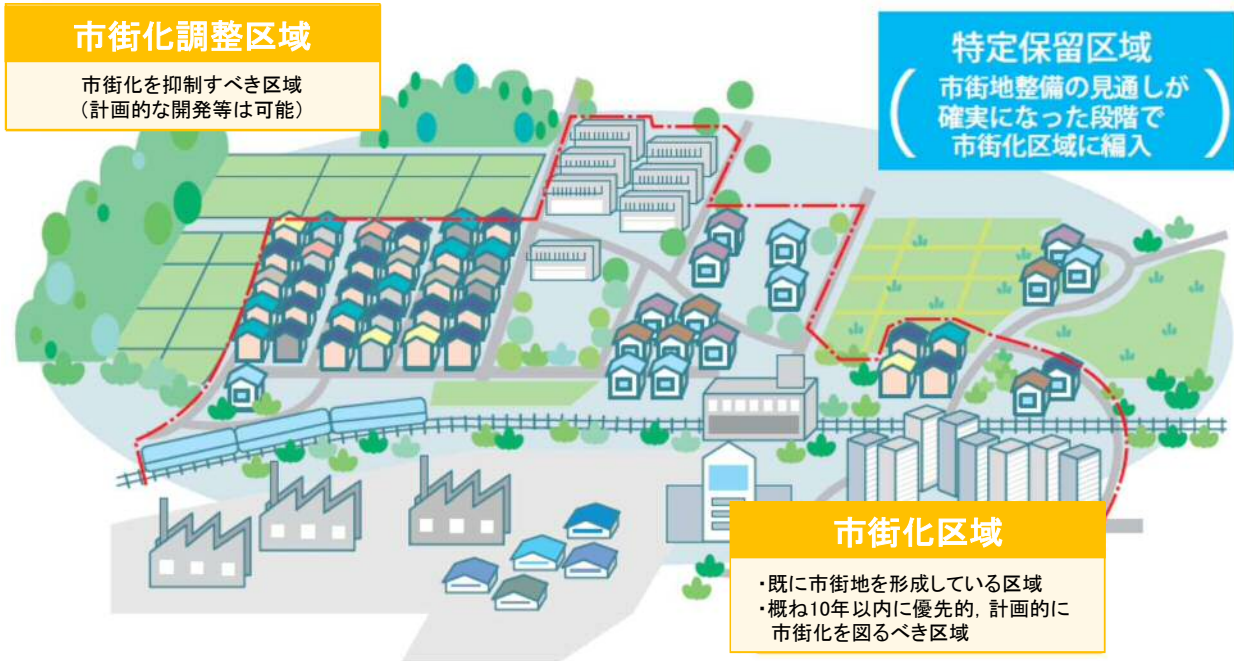 市街化調整区域
市街化を抑制すべき区域
(計画的な開発等は可能)
特定保留区域
市街地整備の見通しが
確実になった段階で
市街化区域に編入
市街化区域
・既に市街地を形成している区域
・概ね10年以内に優先的，計画的に
市街化を図るべき区域